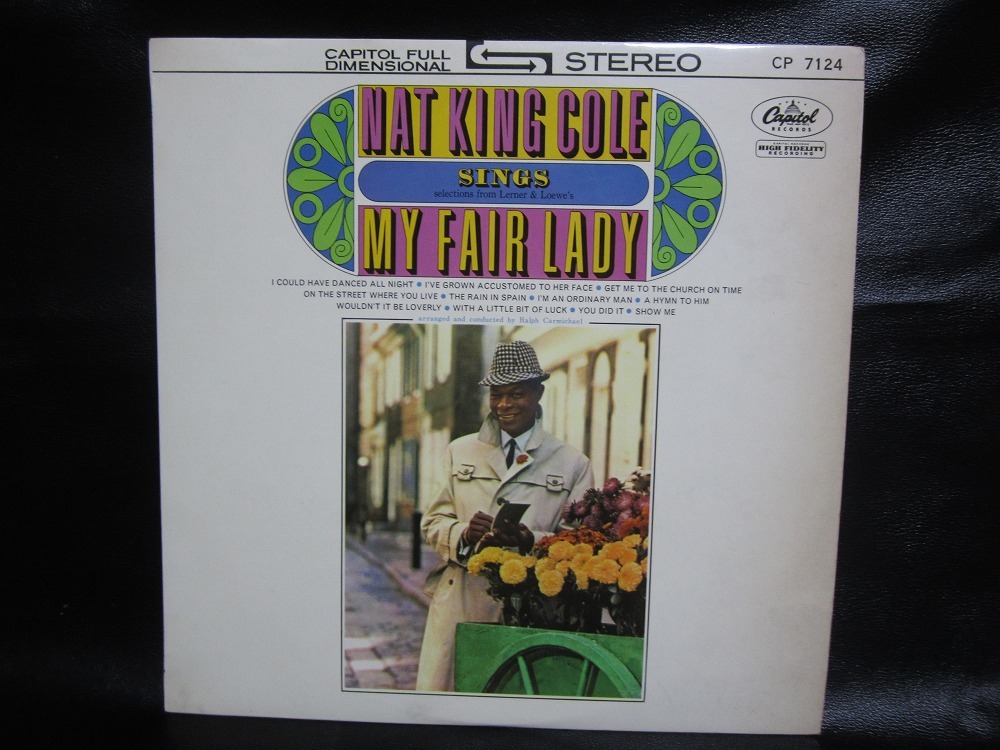 CAPITOL FULL
DIMENSIONAL
STEREO
CP 7124
NAT KING COLE
SINGS
selections from Lerner & Loewe's
MY FAIR LADY
Capitol
RECORDS
HIGH FIDELITY
RECORDING
I COULD HAVE DANCED ALL NIGHT ● I'VE GROWN ACCUSTOMED TO HER FACE ● GET ME TO THE CHURCH ON TIME
ON THE STREET WHERE YOU LIVE ● THE RAIN IN SPAIN ● I'M AN ORDINARY MAN ● A HYMN TO HIM
WOULDN'T IT BE LOVERLY ● WITH A LITTLE BIT OF LUCK ● YOU DID IT ● SHOW ME
arranged and conducted by Ralph Carmichael